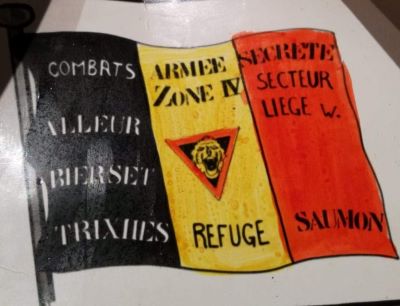 COMBATS
ALLEUR
BIERSET
TRIXHES
ARMEE SECRETE
ZONE IV
REFUGE
SECTEUR
LIEGE W.
SAUMON